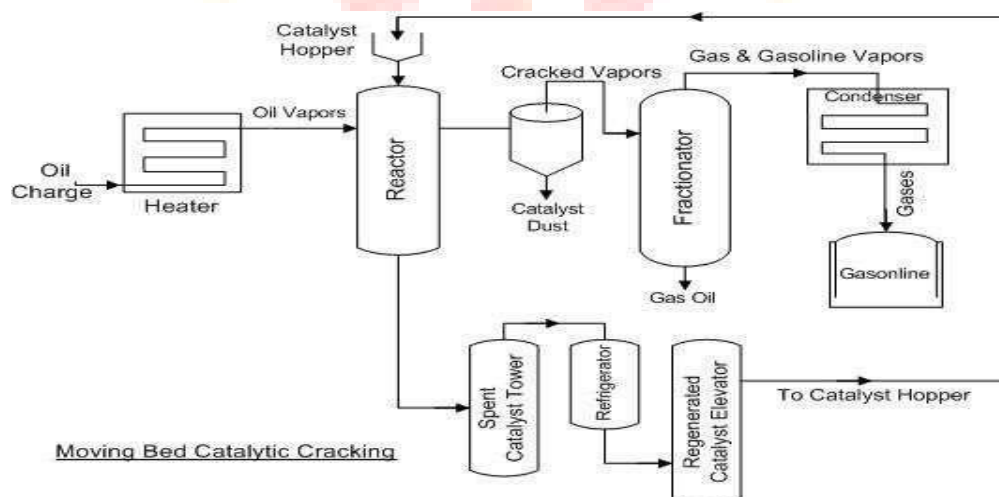 Catalyst
Hopper
Gas & Gasoline Vapors
Cracked Vapors
Condenser
Oil Vapors
Oil
Charge
Heater
Reactor
Catalyst
Dust
Fractionator
Gases
Gasonline
Gas Oil
Spent
Catalyst Tower
Refrigerator
Regenerated
Catalyst Elevator
To Catalyst Hopper
Moving Bed Catalytic Cracking